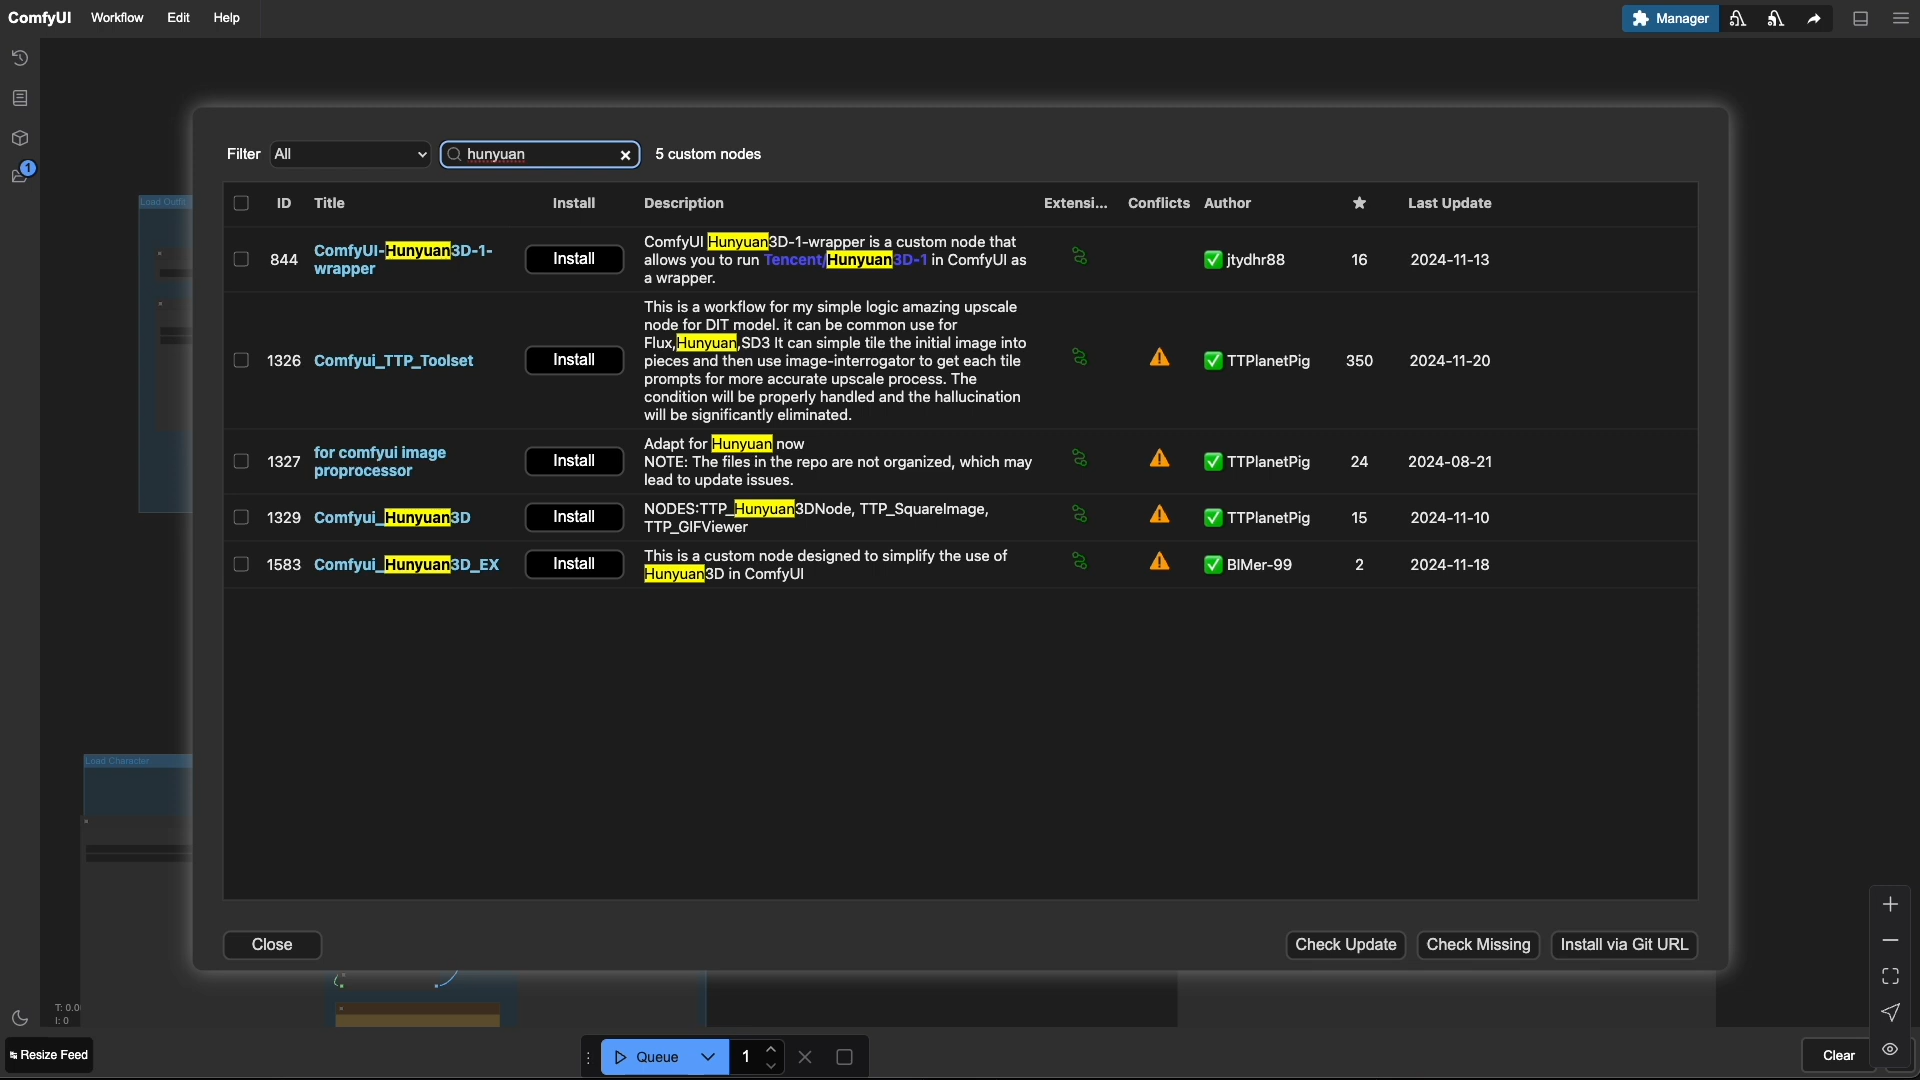 ComfyUI Workflow Edit Help Manager
1
Filter All hunyuan 5 custom nodes
ID Title Install Description Extensi... Conflicts Author ★ Last Update
844 ComfyUI-Hunyuan3D-1-
wrapper
Install
ComfyUI Hunyuan3D-1-wrapper is a custom node that
allows you to run Tencent/Hunyuan3D-1 in ComfyUI as
a wrapper.
✅ jtydhr88 16 2024-11-13
1326 Comfyui_TTP_Toolset Install
This is a workflow for my simple logic amazing upscale
node for DIT model. it can be common use for
Flux,Hunyuan,SD3 It can simple tile the initial image into
pieces and then use image-interrogator to get each tile
prompts for more accurate upscale process. The
condition will be properly handled and the hallucination
will be significantly eliminated.
✅ TTPlanetPig 350 2024-11-20
1327 for comfyui image
proprocessor
Install
Adapt for Hunyuan now
NOTE: The files in the repo are not organized, which may
lead to update issues.
✅ TTPlanetPig 24 2024-08-21
1329 Comfyui_Hunyuan3D Install
NODES:TTP_Hunyuan3DNode, TTP_SquareImage,
TTP_GIFViewer
✅ TTPlanetPig 15 2024-11-10
1583 Comfyui_Hunyuan3D_EX Install
This is a custom node designed to simplify the use of
Hunyuan3D in ComfyUI
✅ BIMer-99 2 2024-11-18
Load Outfit
Load Character
Close Check Update Check Missing Install via Git URL
T: 0.0
I: 0
Resize Feed Queue 1 Clear